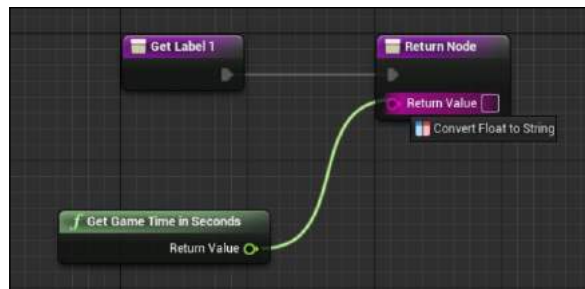 Get Label 1
Return Node
Return Value
Convert Float to String
f Get Game Time in Seconds
Return Value